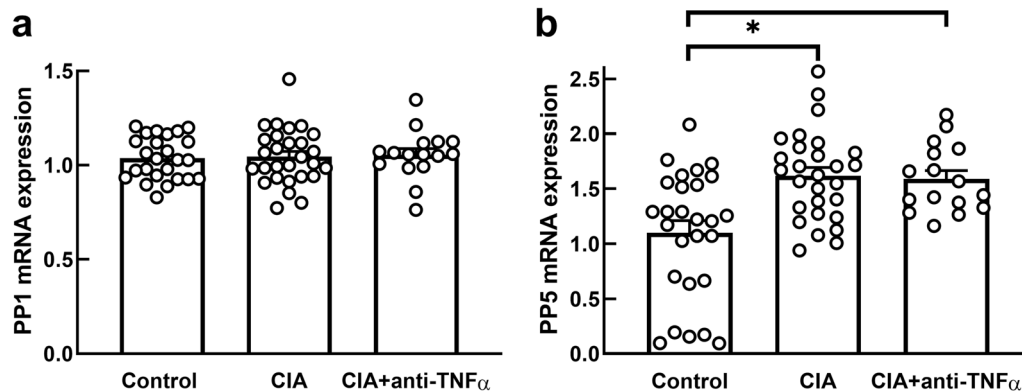 a
PP1 mRNA expression
1.5
1.0
0.5
0.0
Control CIA CIA+anti-TNFα
b
*
PP5 mRNA expression
2.5
2.0
1.5
1.0
0.5
0.0
Control CIA CIA+anti-TNFα